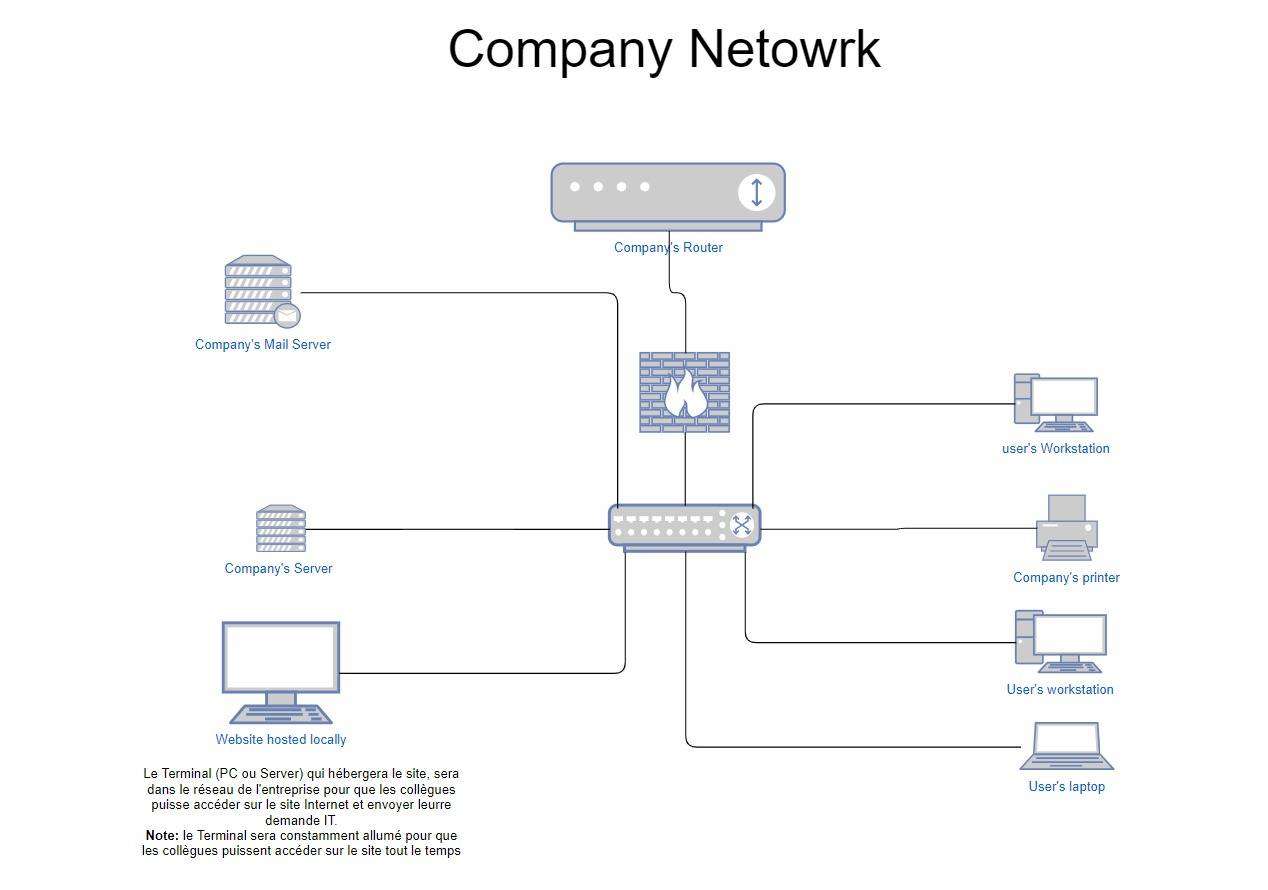 Company Netowrk
Company's Router
Company's Mail Server
user's Workstation
Company's Server
Company's printer
User's workstation
Website hosted locally
User's laptop
Le Terminal (PC ou Server) qui hébergera le site, sera
dans le réseau de l'entreprise pour que les collègues
puisse accéder sur le site Internet et envoyer leurre
demande IT.
Note: le Terminal sera constamment allumé pour que
les collègues puissent accéder sur le site tout le temps